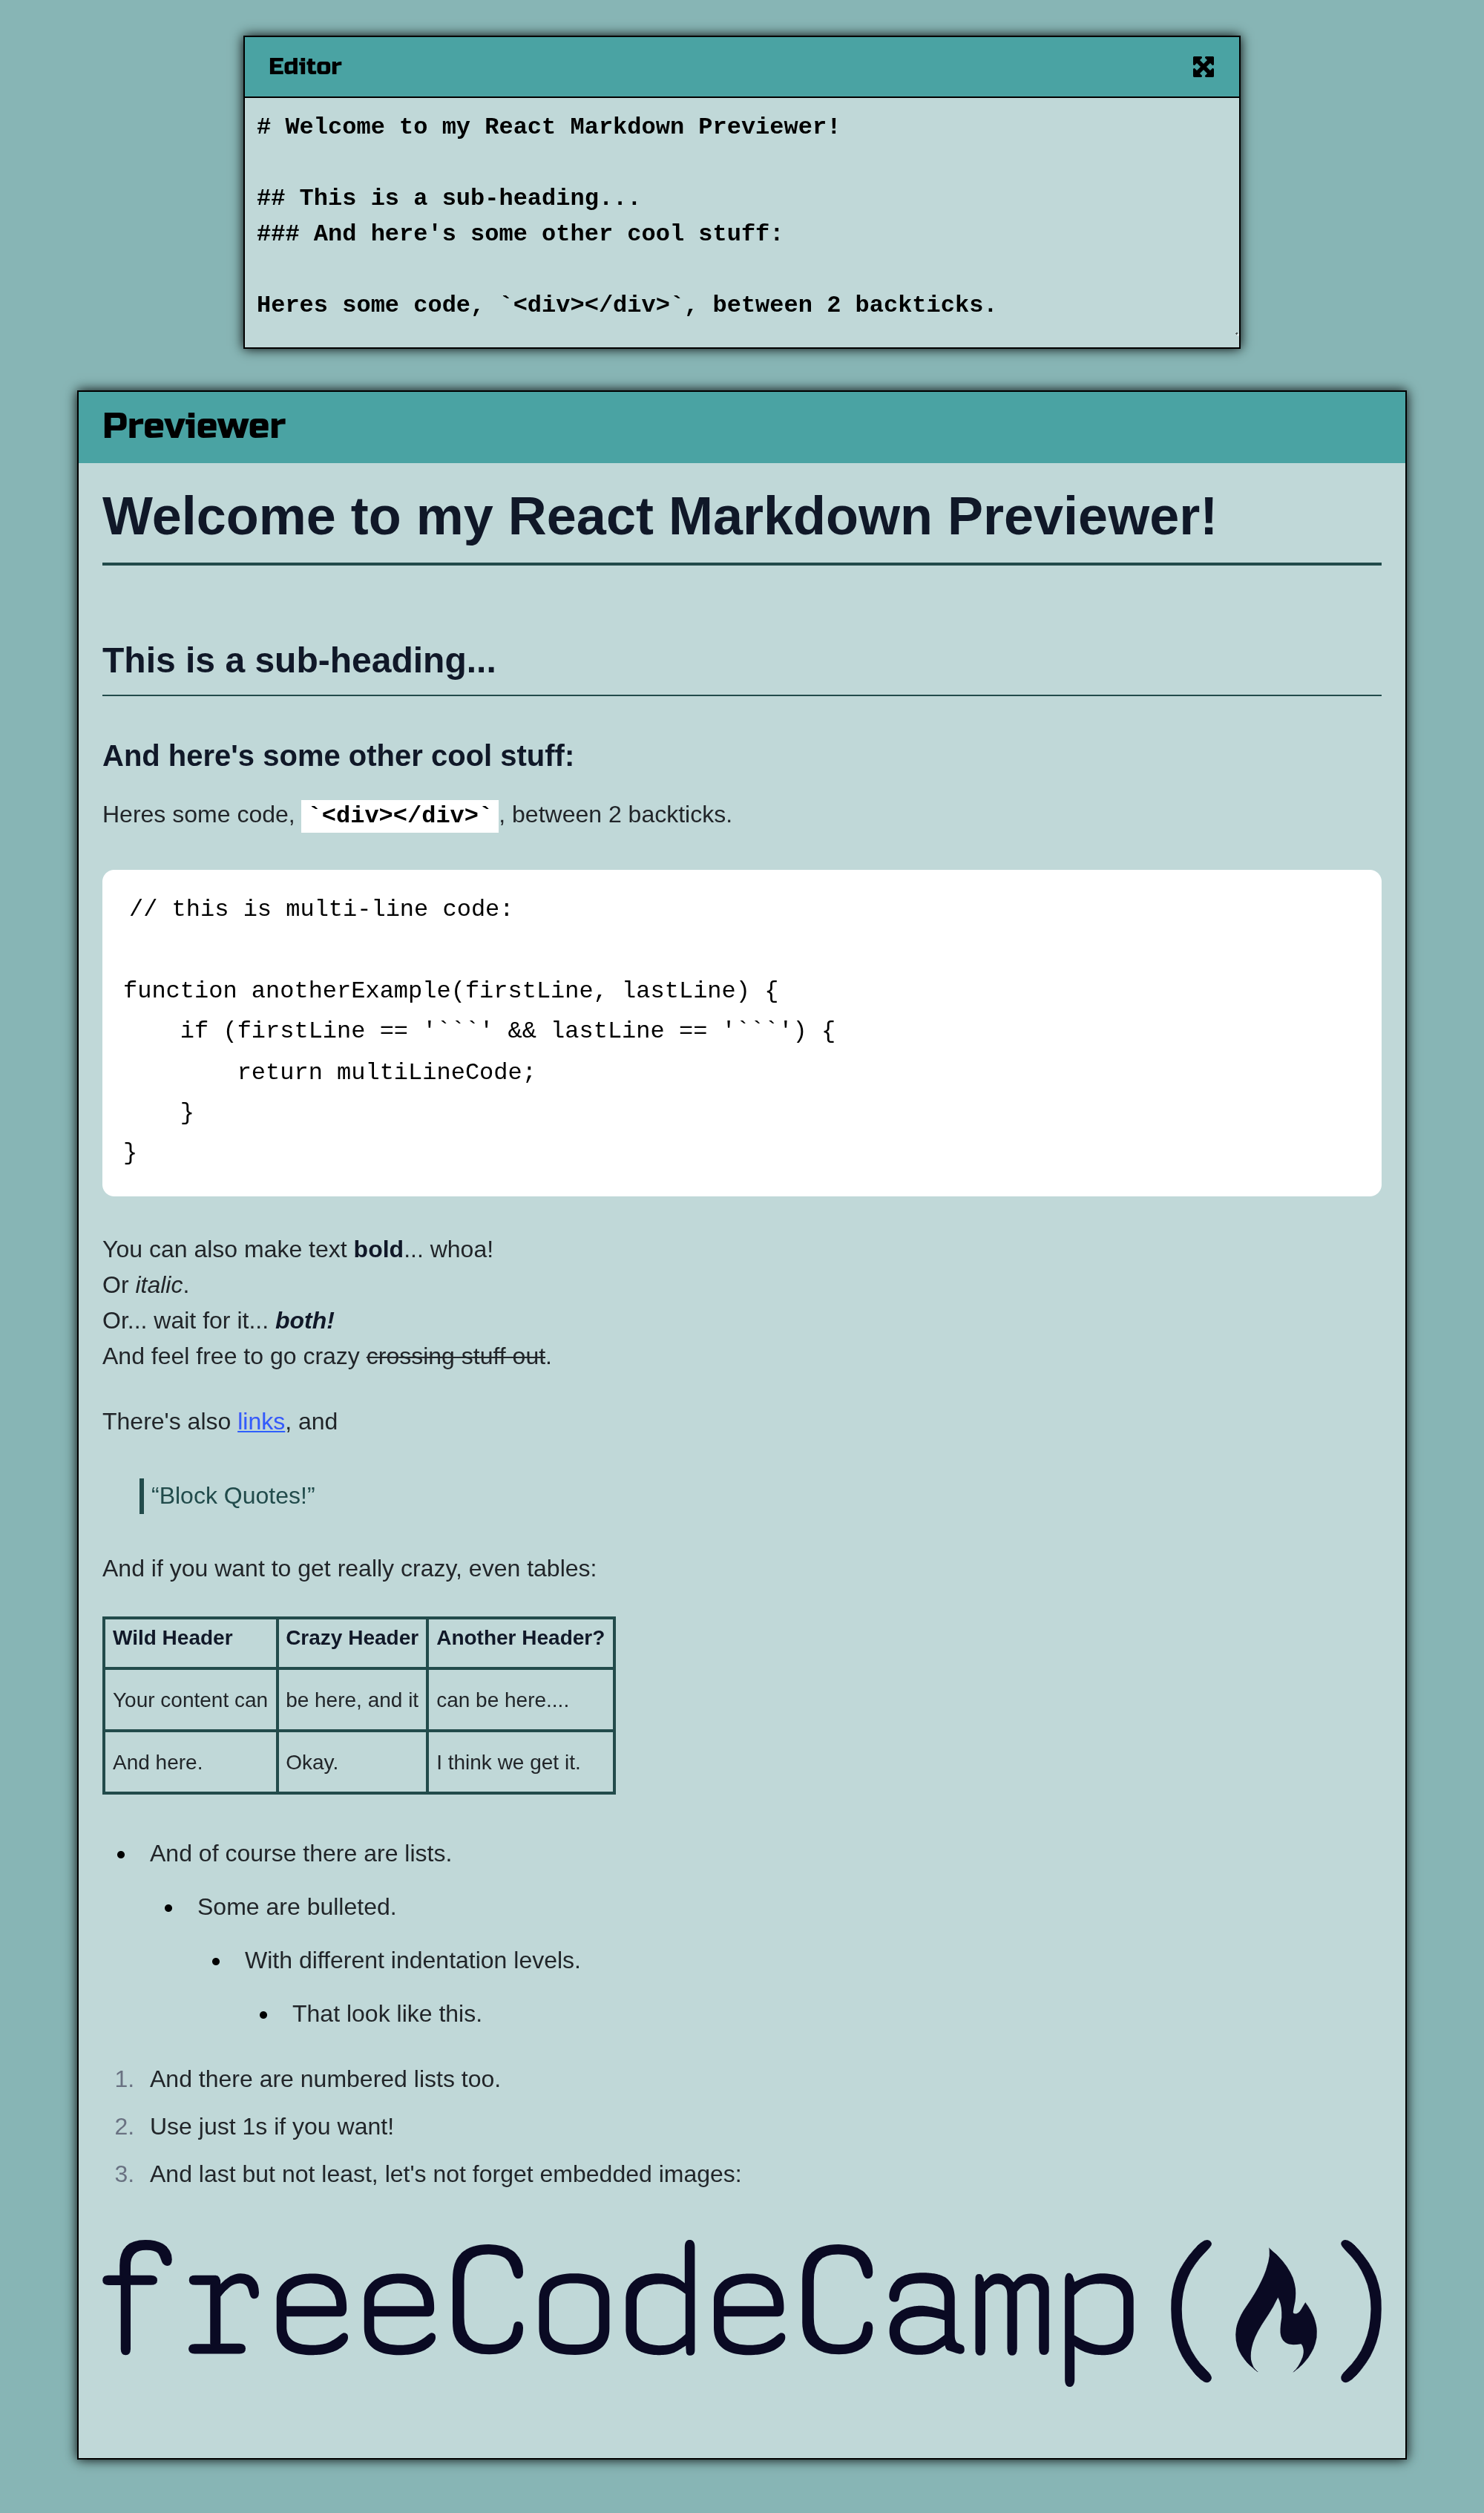 Editor
# Welcome to my React Markdown Previewer!
## This is a sub-heading...
### And here's some other cool stuff:
Heres some code, `<div></div>`, between 2 backticks.
Previewer
Welcome to my React Markdown Previewer!
This is a sub-heading...
And here's some other cool stuff:
Heres some code, `<div></div>`, between 2 backticks.
// this is multi-line code:
function anotherExample(firstLine, lastLine) {
    if (firstLine == '```' && lastLine == '```') {
        return multiLineCode;
    }
}
You can also make text bold... whoa!
Or italic.
Or... wait for it... both!
And feel free to go crazy crossing stuff out.
There's also links, and
“Block Quotes!”
And if you want to get really crazy, even tables:
Wild Header Crazy Header Another Header?
Your content can be here, and it can be here....
And here. Okay. I think we get it.
And of course there are lists.
Some are bulleted.
With different indentation levels.
That look like this.
1. And there are numbered lists too.
2. Use just 1s if you want!
3. And last but not least, let's not forget embedded images:
freeCodeCamp( )